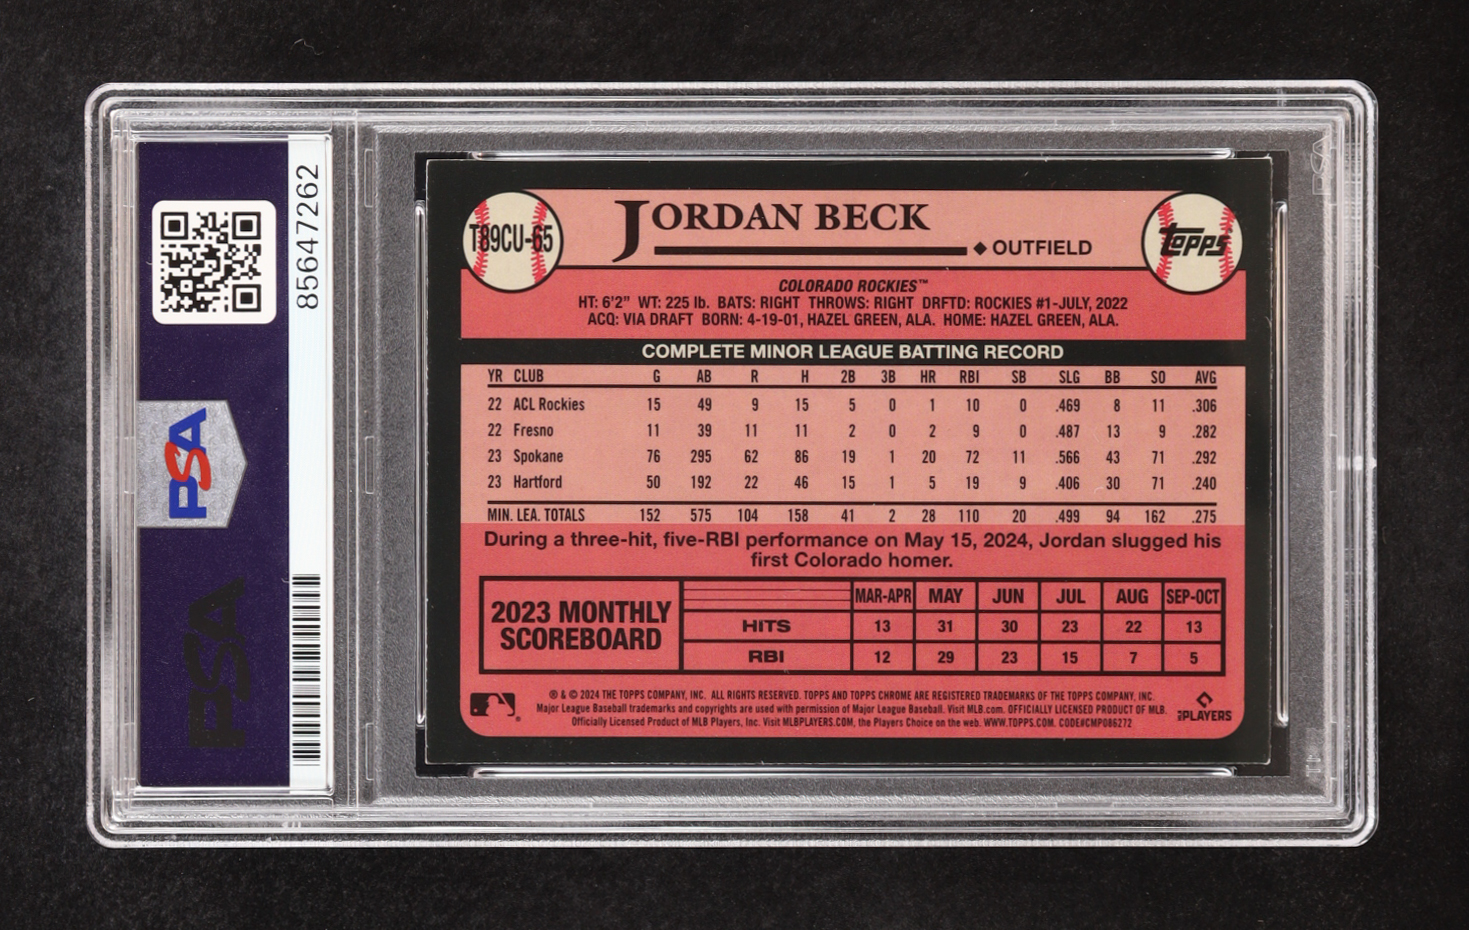 85647262
PSA
PSA
T89CU-65
JORDAN BECK
◆ OUTFIELD
Topps
COLORADO ROCKIES™
HT: 6'2" WT: 225 lb. BATS: RIGHT THROWS: RIGHT DRFTD: ROCKIES #1-JULY, 2022
ACQ: VIA DRAFT BORN: 4-19-01, HAZEL GREEN, ALA. HOME: HAZEL GREEN, ALA.
COMPLETE MINOR LEAGUE BATTING RECORD
YR CLUB G AB R H 2B 3B HR RBI SB SLG BB SO AVG
22 ACL Rockies 15 49 9 15 5 0 1 10 0 .469 8 11 .306
22 Fresno 11 39 11 11 2 0 2 9 0 .487 13 9 .282
23 Spokane 76 295 62 86 19 1 20 72 11 .566 43 71 .292
23 Hartford 50 192 22 46 15 1 5 19 9 .406 30 71 .240
MIN. LEA. TOTALS 152 575 104 158 41 2 28 110 20 .499 94 162 .275
During a three-hit, five-RBI performance on May 15, 2024, Jordan slugged his
first Colorado homer.
2023 MONTHLY
SCOREBOARD
MAR-APR MAY JUN JUL AUG SEP-OCT
HITS 13 31 30 23 22 13
RBI 12 29 23 15 7 5
® & © 2024 THE TOPPS COMPANY, INC. ALL RIGHTS RESERVED. TOPPS AND TOPPS CHROME ARE REGISTERED TRADEMARKS OF THE TOPPS COMPANY, INC.
Major League Baseball trademarks and copyrights are used with permission of Major League Baseball. Visit MLB.com. OFFICIALLY LICENSED PRODUCT OF MLB.
Officially Licensed Product of MLB Players, Inc. Visit MLBPLAYERS.COM, the Players Choice on the web. WWW.TOPPS.COM. CODE#CMP086272
MLB PLAYERS